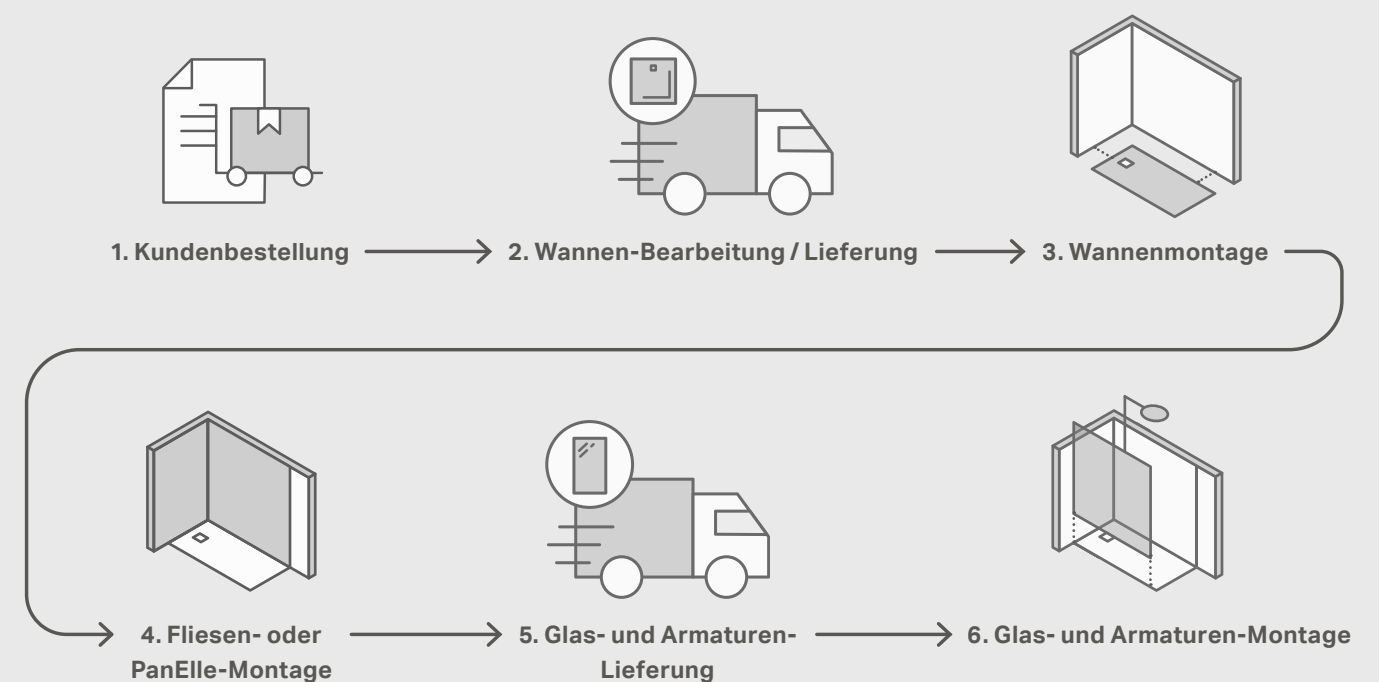 1. Kundenbestellung
2. Wannen-Bearbeitung / Lieferung
3. Wannenmontage
4. Fliesen- oder
PanElle-Montage
5. Glas- und Armaturen-
Lieferung
6. Glas- und Armaturen-Montage